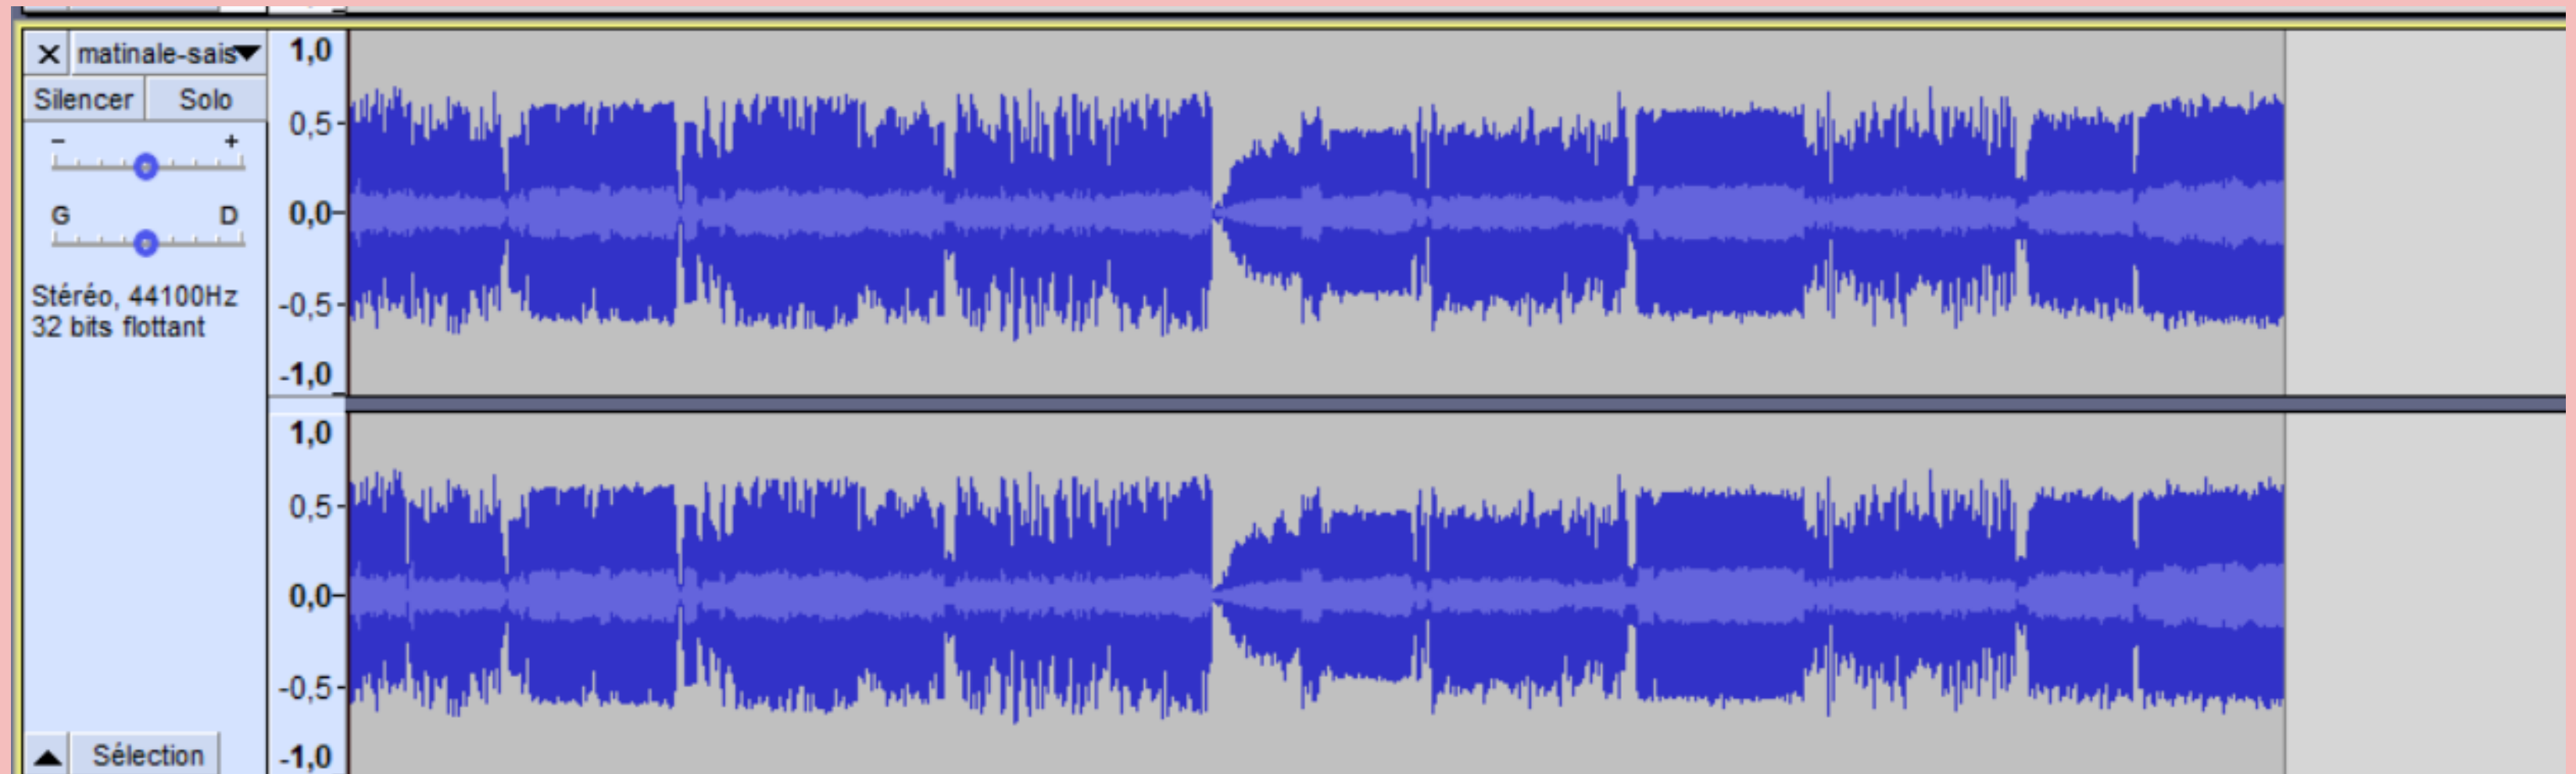 matinale-sais
Silencer Solo
- +
G D
Stéréo, 44100Hz
32 bits flottant
Sélection
1,0
0,5-
0,0-
-0,5-
-1,0
1,0
0,5-
0,0-
-0,5-
-1,0